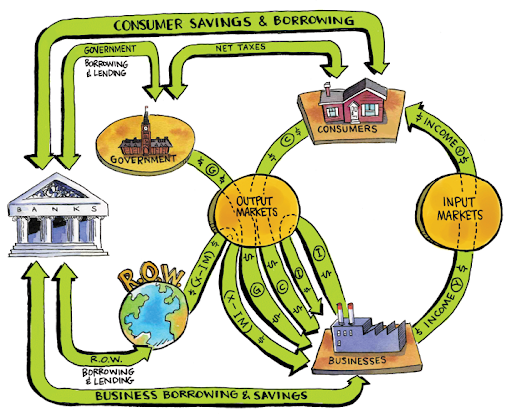 CONSUMER SAVINGS & BORROWING
GOVERNMENT
BORROWING
& LENDING
NET TAXES
CONSUMERS
GOVERNMENT
$ G $
$ C $
$ INCOME Y $
BANKS
OUTPUT
MARKETS
INPUT
MARKETS
R.O.W.
$ (X-IM) $
$ (X-IM) $
$ G $
$ C $
$ I $
$ I $
$ INCOME Y $
BUSINESSES
R.O.W.
BORROWING
& LENDING
BUSINESS BORROWING & SAVINGS